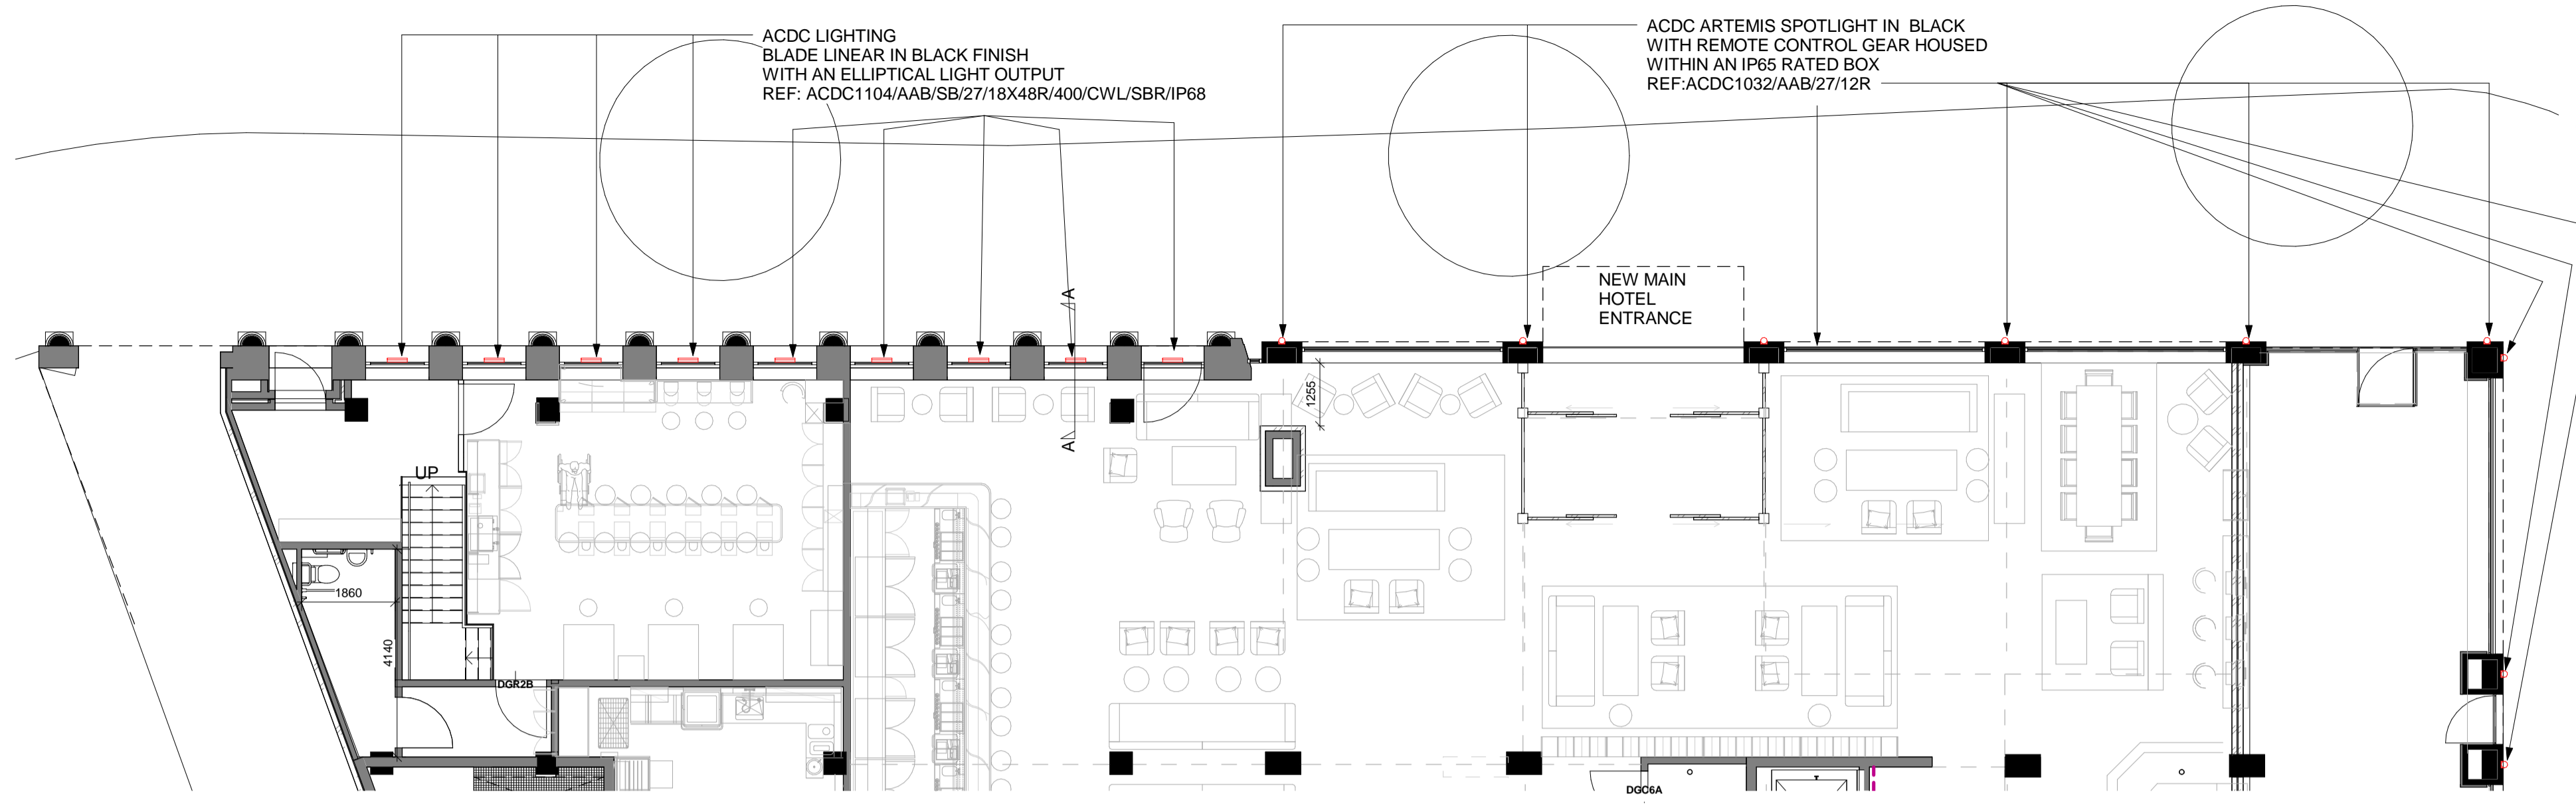 ACDC LIGHTING
BLADE LINEAR IN BLACK FINISH
WITH AN ELLIPTICAL LIGHT OUTPUT
REF: ACDC1104/AAB/SB/27/18X48R/400/CWL/SBR/IP68
ACDC ARTEMIS SPOTLIGHT IN BLACK
WITH REMOTE CONTROL GEAR HOUSED
WITHIN AN IP65 RATED BOX
REF:ACDC1032/AAB/27/12R
NEW MAIN
HOTEL
ENTRANCE
A
A
1255
UP
1860
4140
DGR2B
DGC6A